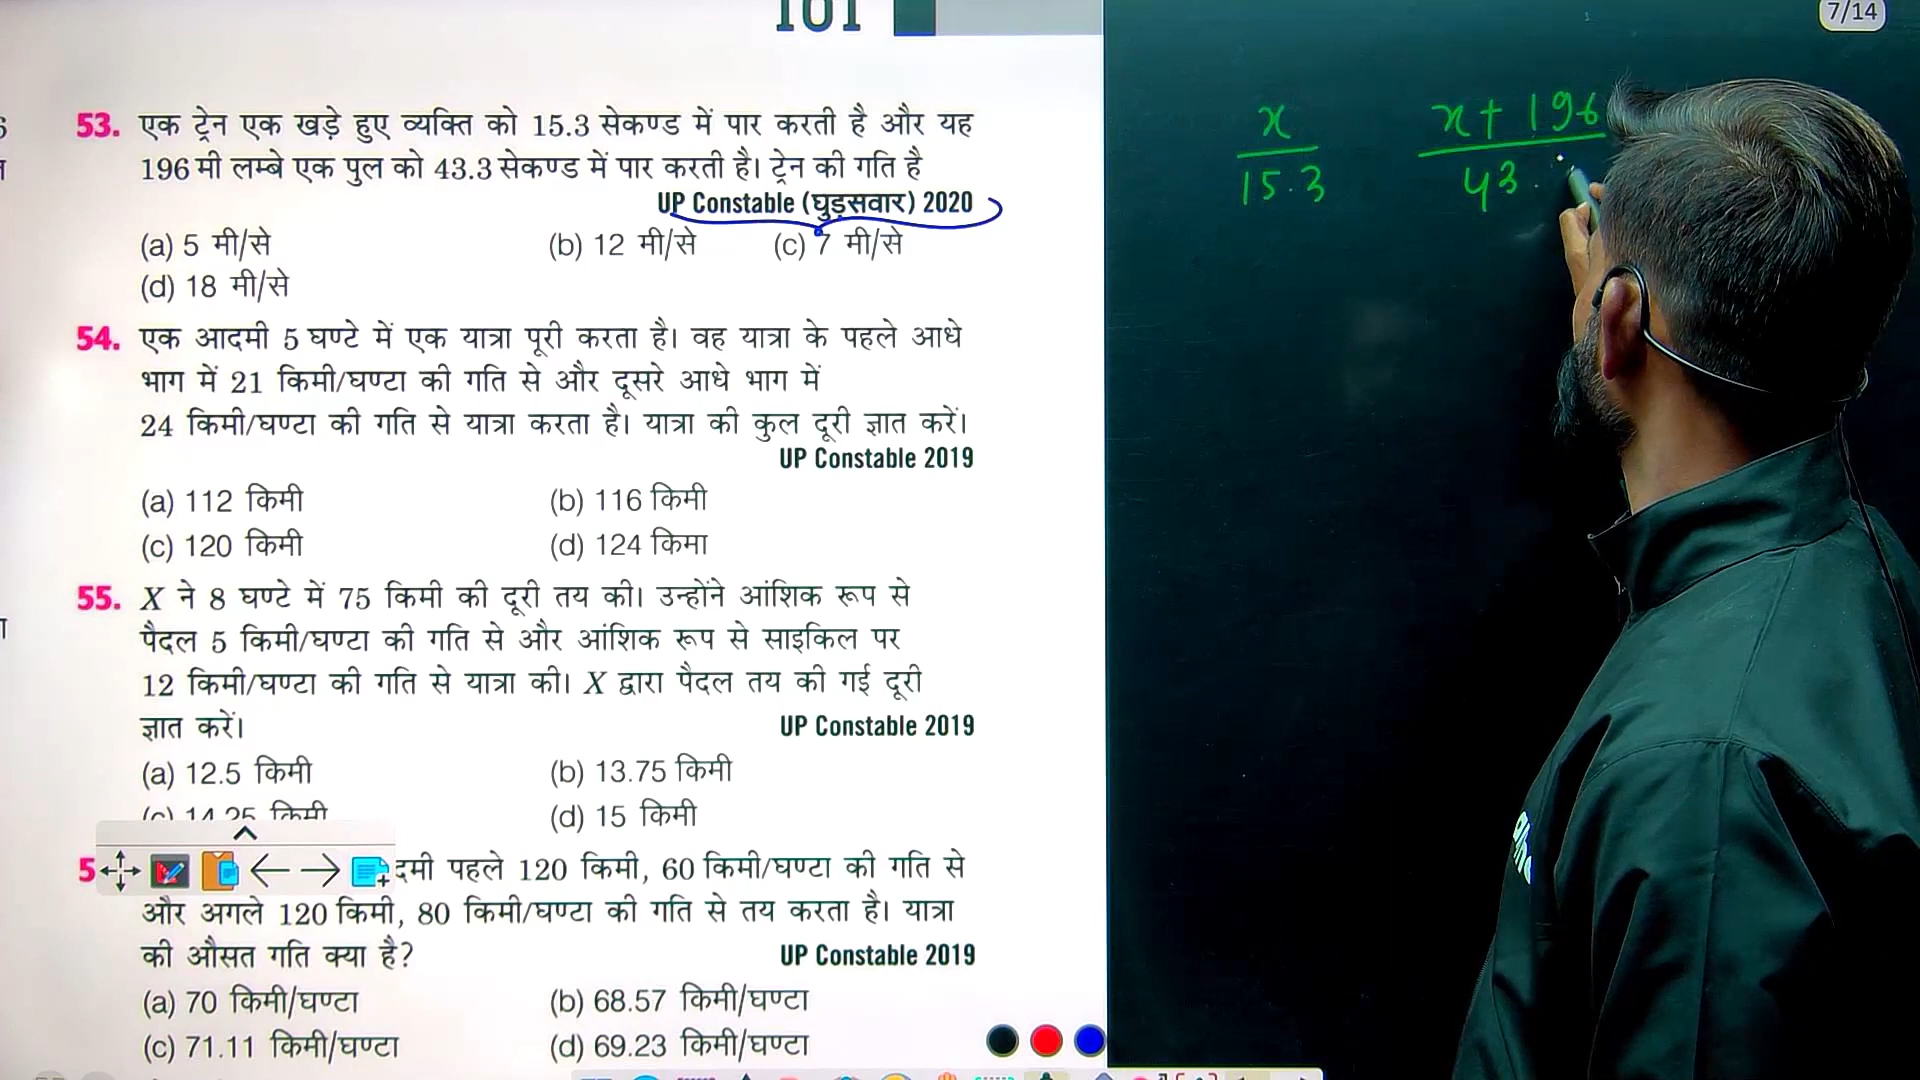 101
7/14
53. एक ट्रेन एक खड़े हुए व्यक्ति को 15.3 सेकण्ड में पार करती है और यह
196 मी लम्बे एक पुल को 43.3 सेकण्ड में पार करती है। ट्रेन की गति है
UP Constable (घुड़सवार) 2020
(a) 5 मी/से (b) 12 मी/से (c) 7 मी/से
(d) 18 मी/से
54. एक आदमी 5 घण्टे में एक यात्रा पूरी करता है। वह यात्रा के पहले आधे
भाग में 21 किमी/घण्टा की गति से और दूसरे आधे भाग में
24 किमी/घण्टा की गति से यात्रा करता है। यात्रा की कुल दूरी ज्ञात करें।
UP Constable 2019
(a) 112 किमी (b) 116 किमी
(c) 120 किमी (d) 124 किमा
55. X ने 8 घण्टे में 75 किमी की दूरी तय की। उन्होंने आंशिक रूप से
पैदल 5 किमी/घण्टा की गति से और आंशिक रूप से साइकिल पर
12 किमी/घण्टा की गति से यात्रा की। X द्वारा पैदल तय की गई दूरी
ज्ञात करें। UP Constable 2019
(a) 12.5 किमी (b) 13.75 किमी
(c) 14.25 किमी (d) 15 किमी
5 दमी पहले 120 किमी, 60 किमी/घण्टा की गति से
और अगले 120 किमी, 80 किमी/घण्टा की गति से तय करता है। यात्रा
की औसत गति क्या है? UP Constable 2019
(a) 70 किमी/घण्टा (b) 68.57 किमी/घण्टा
(c) 71.11 किमी/घण्टा (d) 69.23 किमी/घण्टा
x x + 196
15.3 43.